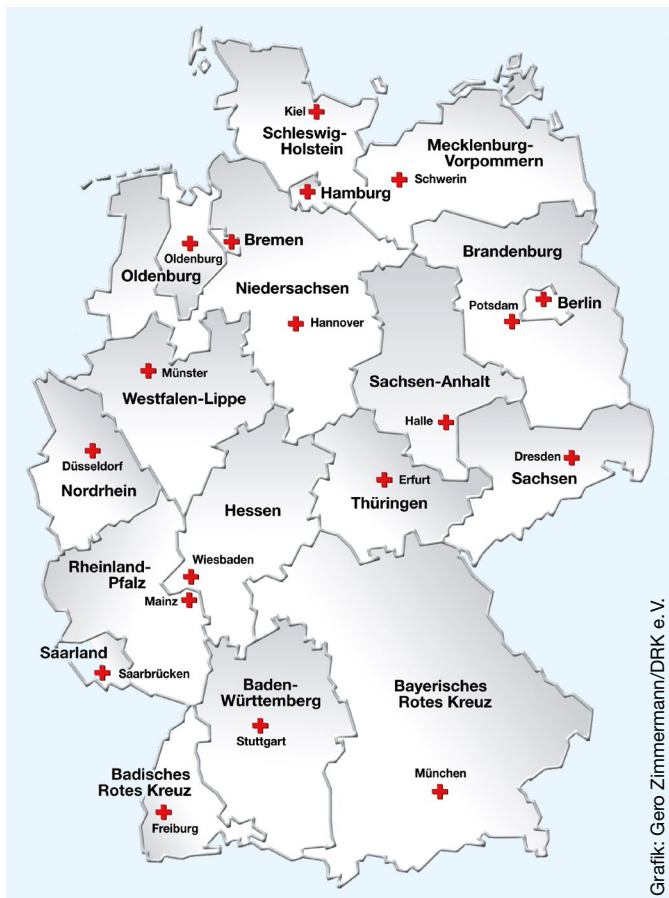 Kiel
Schleswig-
Holstein
Mecklenburg-
Vorpommern
Schwerin
Hamburg
Bremen
Oldenburg
Oldenburg
Brandenburg
Niedersachsen
Potsdam
Berlin
Hannover
Münster
Westfalen-Lippe
Sachsen-Anhalt
Halle
Düsseldorf
Nordrhein
Dresden
Sachsen
Erfurt
Thüringen
Hessen
Rheinland-
Pfalz
Wiesbaden
Mainz
Saarland
Saarbrücken
Baden-
Württemberg
Stuttgart
Bayerisches
Rotes Kreuz
München
Badisches
Rotes Kreuz
Freiburg
Grafik: Gero Zimmermann/DRK e.V.